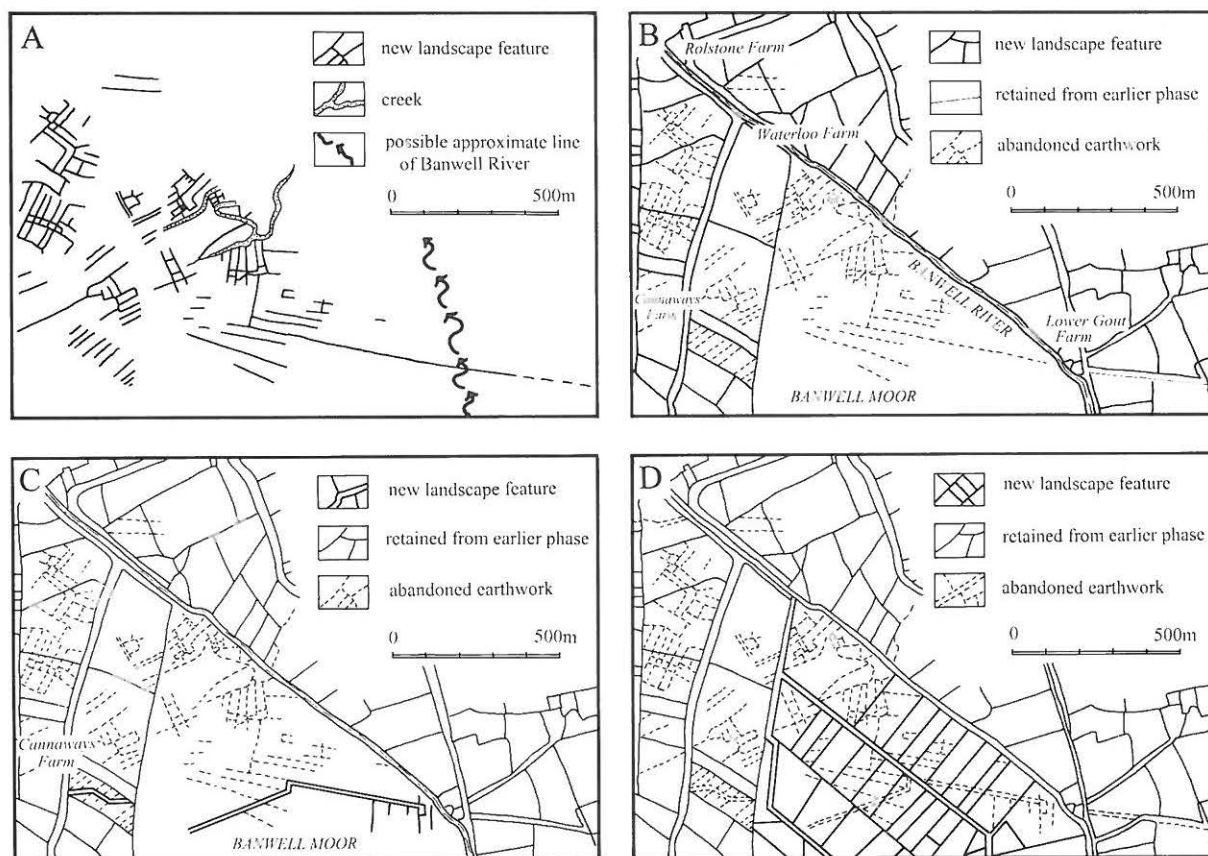 A
new landscape feature
creek
possible approximate line
of Banwell River
0 500m
B
Rolstone Farm
new landscape feature
retained from earlier phase
Waterloo Farm
abandoned earthwork
0 500m
Cannaways
Farm
BANWELL RIVER
Lower Gout
Farm
BANWELL MOOR
C
new landscape feature
retained from earlier phase
abandoned earthwork
0 500m
Cannaways
Farm
BANWELL MOOR
D
new landscape feature
retained from earlier phase
abandoned earthwork
0 500m